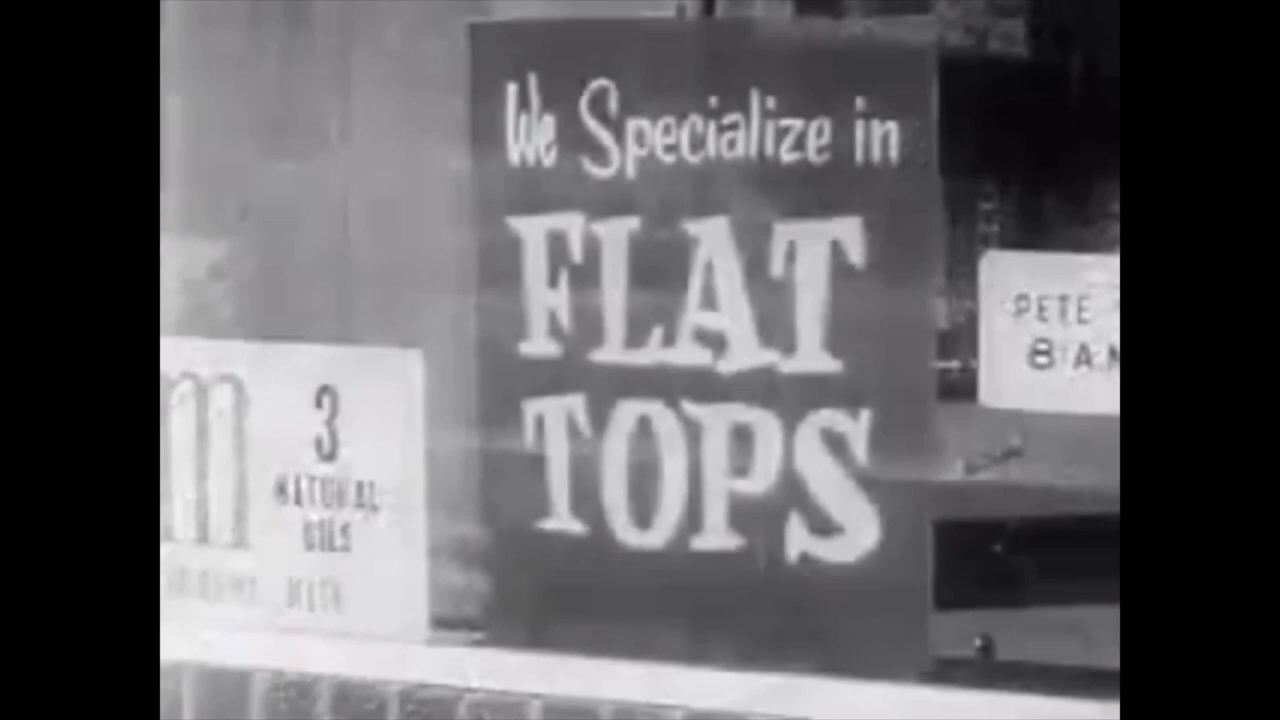 We Specialize in
FLAT
TOPS
3
NATURAL
OILS
PETE
8 A